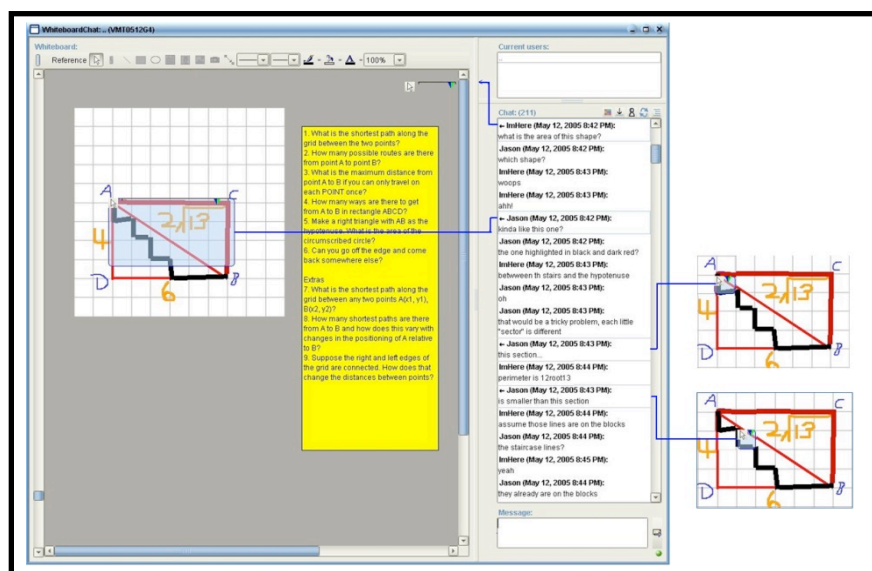 WhiteboardChat: .. (VMT0512G4)
Whiteboard:
Reference
100%
1. What is the shortest path along the
grid between the two points?
2. How many possible routes are there
from point A to point B?
3. What is the maximum distance from
point A to B if you can only travel on
each POINT once?
4. How many ways are there to get
from A to B in rectangle ABCD?
5. Make a right triangle with AB as the
hypotenuse. What is the area of the
circumscribed circle?
6. Can you go off the edge and come
back somewhere else?
Extras
7. What is the shortest path along the
grid between any two points A(x1, y1),
B(x2, y2)?
8. How many shortest paths are there
from A to B and how does this vary with
changes in the positioning of A relative
to B?
9. Suppose the right and left edges of
the grid are connected. How does that
change the distances between points?
A
C
2√13
4
D
6
B
Current users:
..
Chat: (211)
← ImHere (May 12, 2005 8:42 PM):
what is the area of this shape?
Jason (May 12, 2005 8:42 PM):
which shape?
ImHere (May 12, 2005 8:43 PM):
woops
ImHere (May 12, 2005 8:43 PM):
ahh!
← Jason (May 12, 2005 8:42 PM):
kinda like this one?
Jason (May 12, 2005 8:42 PM):
the one highlighted in black and dark red?
ImHere (May 12, 2005 8:43 PM):
betwwen th stairs and the hypotenuse
Jason (May 12, 2005 8:43 PM):
oh
Jason (May 12, 2005 8:43 PM):
that would be a tricky problem, each little
"sector" is different
← Jason (May 12, 2005 8:43 PM):
this section...
ImHere (May 12, 2005 8:44 PM):
perimeter is 12root13
← Jason (May 12, 2005 8:43 PM):
is smaller than this section
ImHere (May 12, 2005 8:44 PM):
assume those lines are on the blocks
Jason (May 12, 2005 8:44 PM):
the staircase lines?
ImHere (May 12, 2005 8:45 PM):
yeah
Jason (May 12, 2005 8:44 PM):
they already are on the blocks
Message:
A
C
2√13
4
D
6
B
A
C
2√13
4
D
6
B